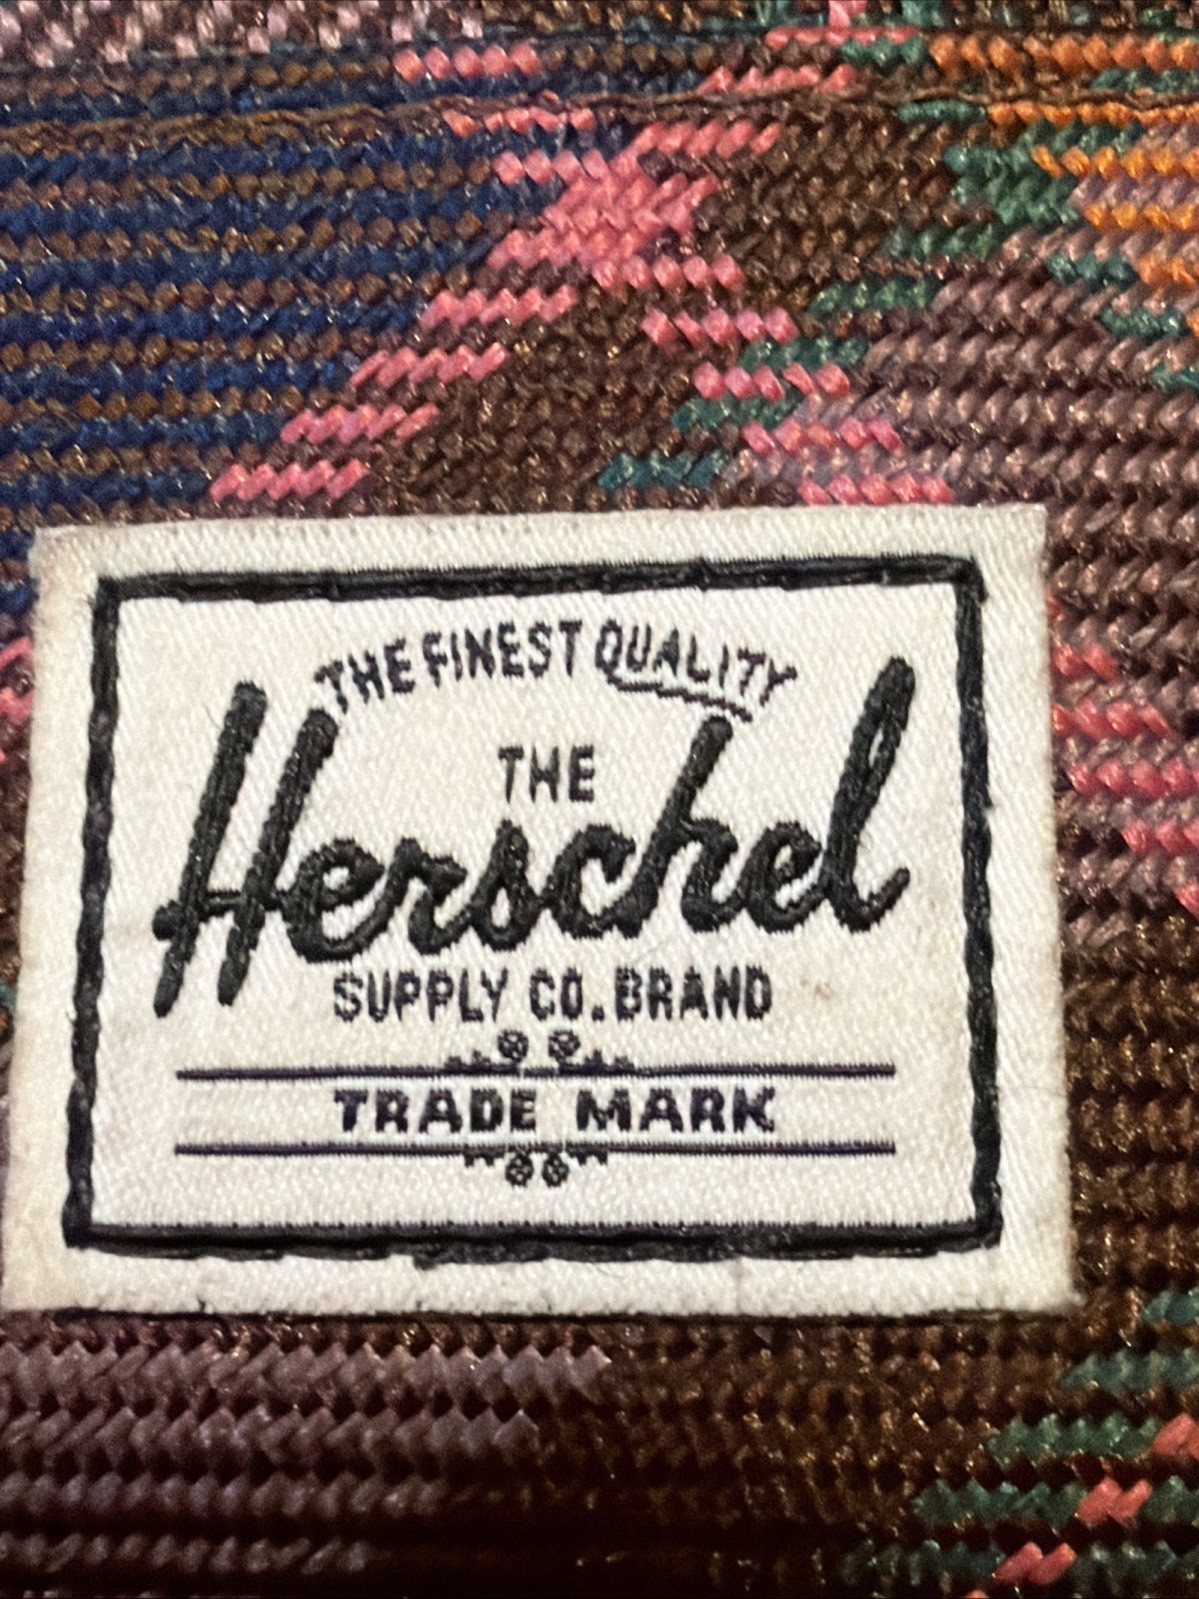 THE FINEST QUALITY
THE
Herschel
SUPPLY CO. BRAND
TRADE MARK